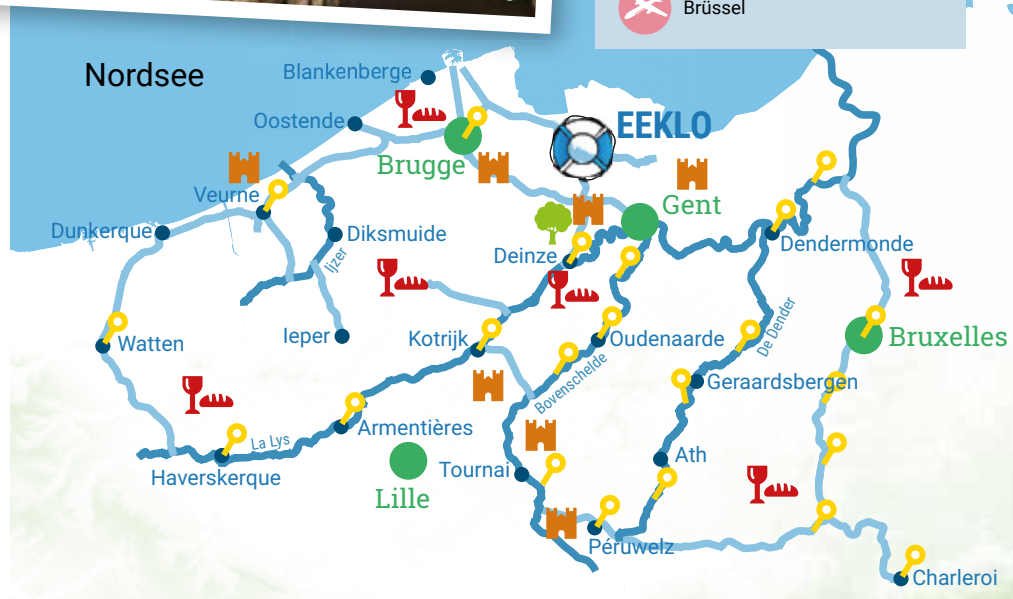 Brüssel
Nordsee
Blankenberge
Oostende
EEKLO
Brugge
Veurne
Gent
Dunkerque
Diksmuide
Dendermonde
Deinze
Ijzer
Ieper
Kotrijk
Oudenaarde
De Dender
Bruxelles
Watten
Bovenschelde
Geraardsbergen
La Lys
Armentières
Haverskerque
Tournai
Ath
Lille
Péruwelz
Charleroi